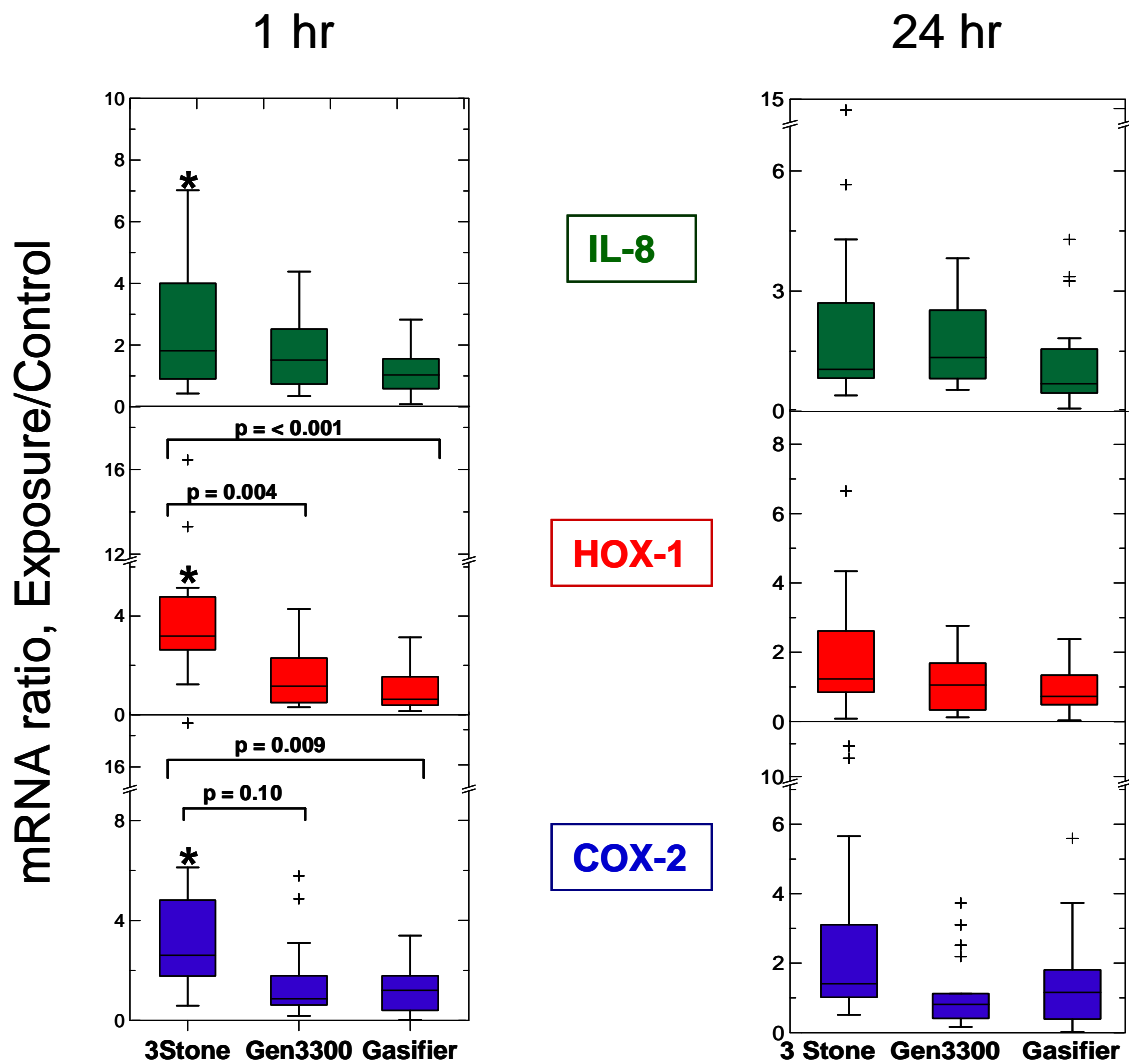 1 hr
24 hr
mRNA ratio, Exposure/Control
10
8
6
4
2
0
*
IL-8
15
6
3
0
p = < 0.001
p = 0.004
16
12
4
0
*
HOX-1
8
6
4
2
0
p = 0.009
p = 0.10
16
8
4
0
*
COX-2
10
6
4
2
0
3Stone Gen3300 Gasifier
3 Stone Gen3300 Gasifier